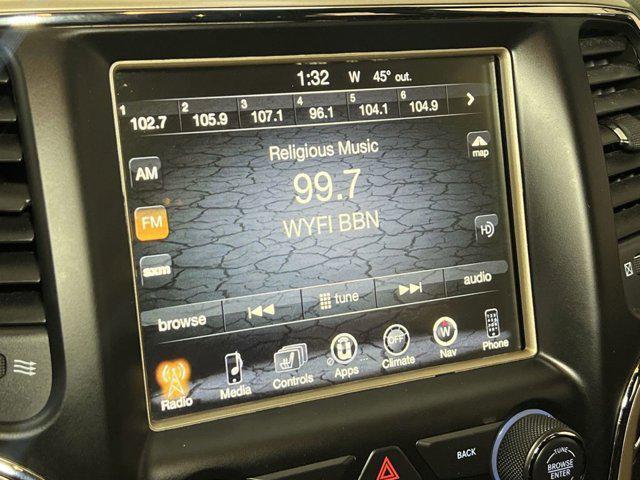 1:32 W 45° out.
1 102.7 2 105.9 3 107.1 4 96.1 5 104.1 6 104.9
Religious Music
map
AM
99.7
FM
WYFI BBN
HD
sxm
browse tune audio
Radio Media Controls Apps OFF Climate W Nav Phone
BACK
TUNE
BROWSE
ENTER